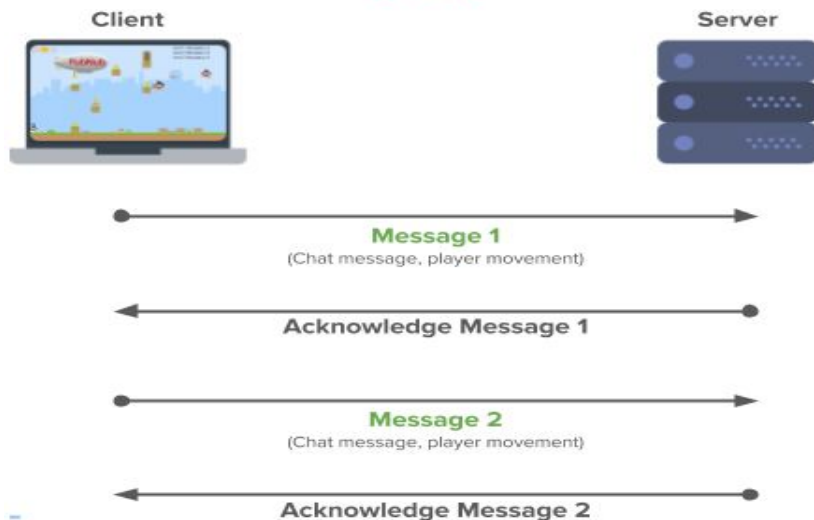 Client
Server
Message 1
(Chat message, player movement)
Acknowledge Message 1
Message 2
(Chat message, player movement)
Acknowledge Message 2